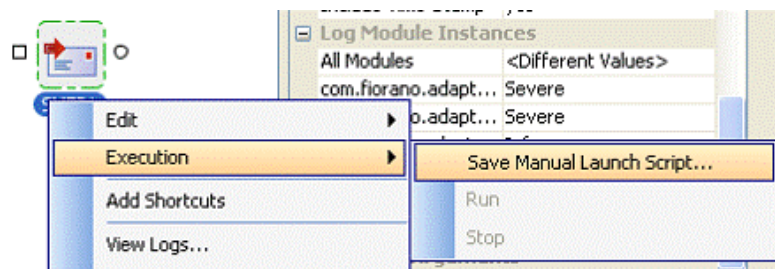 Log Module Instances
All Modules <Different Values>
com.fiorano.adapt... Severe
o.adapt... Severe
Edit
Execution
Save Manual Launch Script...
Add Shortcuts
Run
View Logs...
Stop